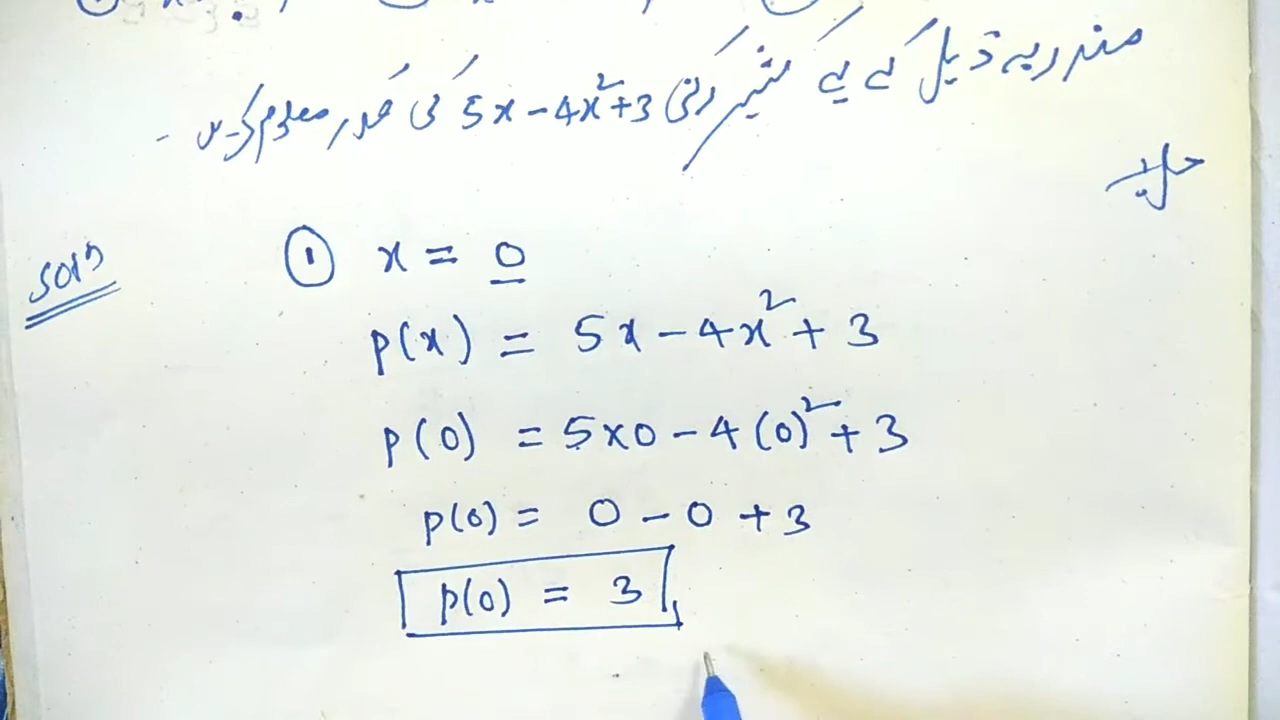 مندرجہ ذیل کے لیے کثیر رکنی 5x - 4x² + 3 کی قدر معلوم کریں۔
حل:
Sol:
① x = 0
p(x) = 5x - 4x² + 3
p(0) = 5x0 - 4(0)² + 3
p(0) = 0 - 0 + 3
p(0) = 3